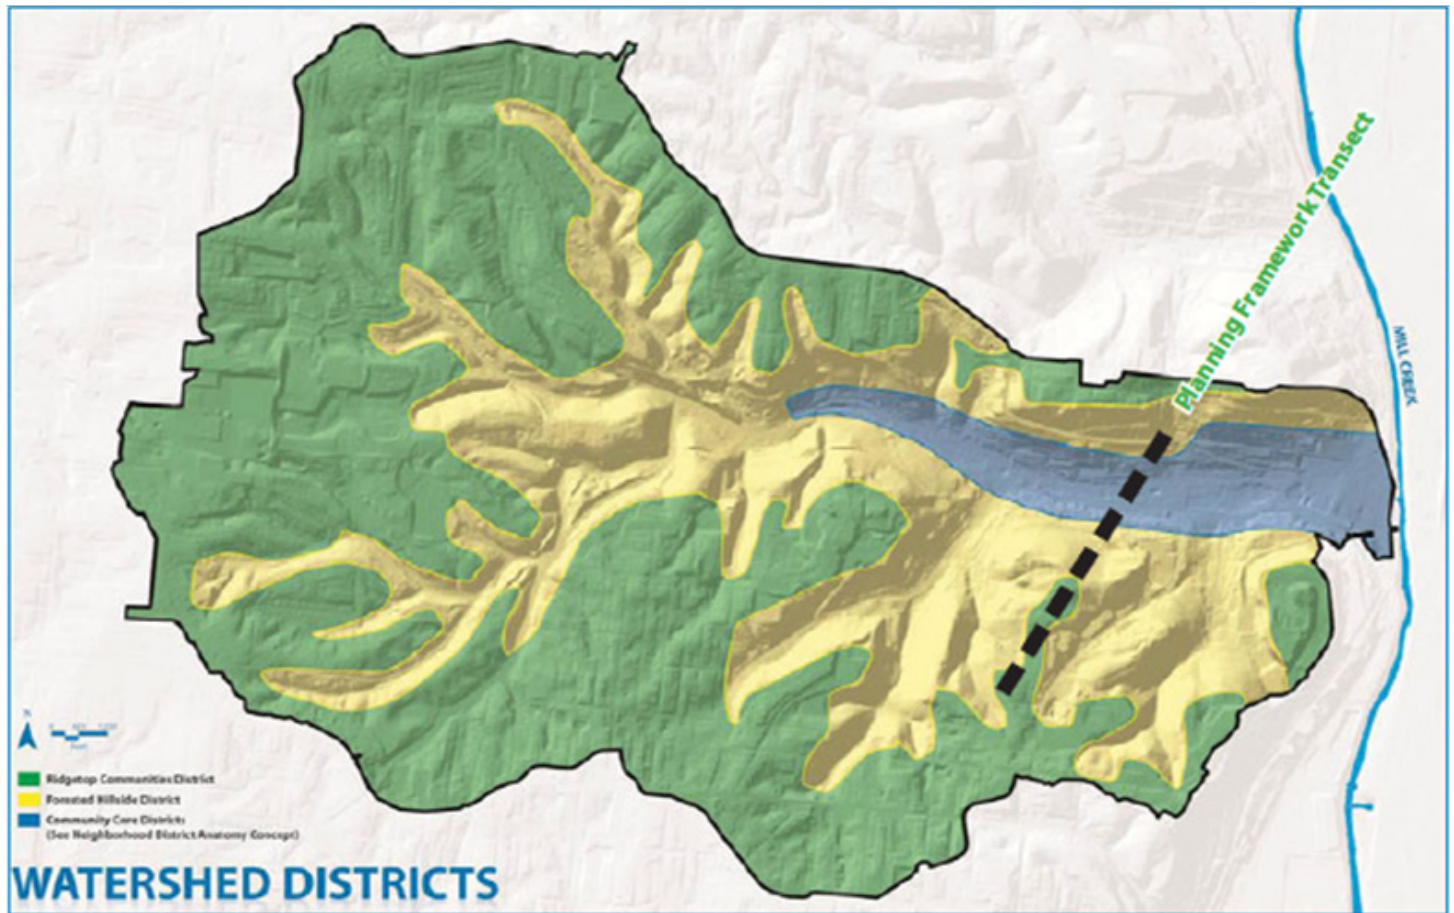 Planning Framework Transect
MILL CREEK
N
Feet
Ridgetop Communities District
Forested Hillside District
Community Core Districts
(See Neighborhood District Anatomy Concept)
WATERSHED DISTRICTS